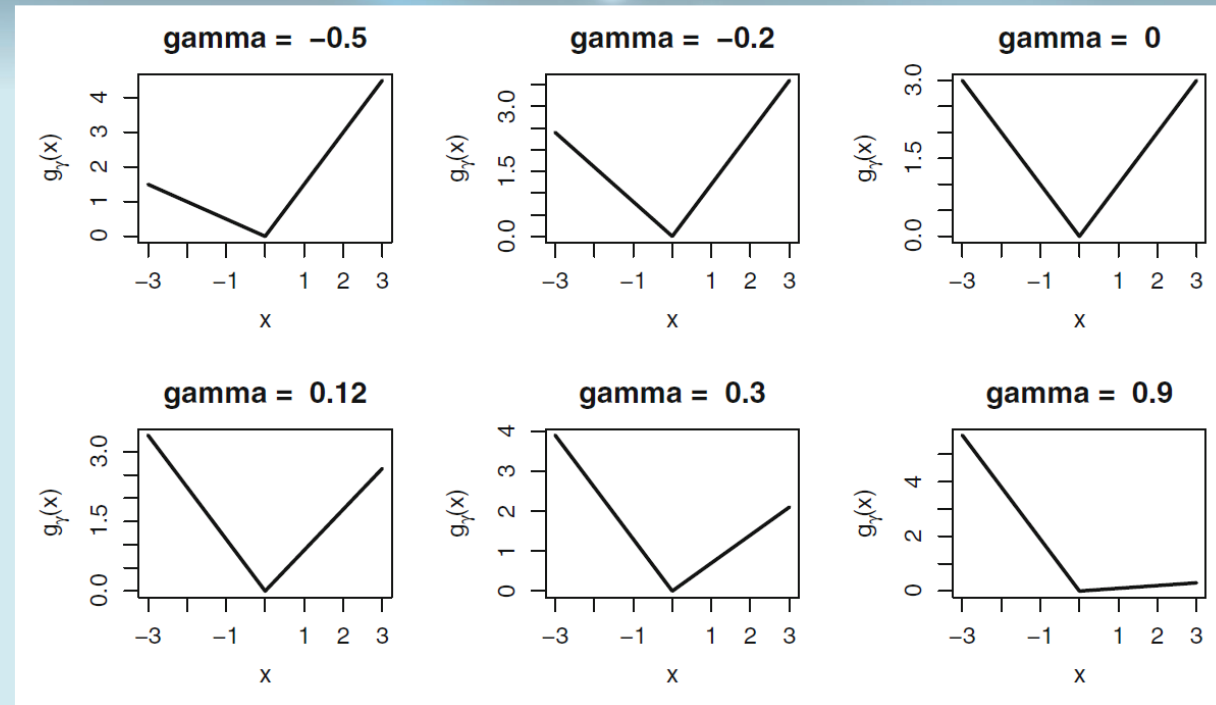 gamma = −0.5
gγ(x)
4
3
2
1
0
−3 −1 1 2 3
x
gamma = −0.2
gγ(x)
3.0
1.5
0.0
−3 −1 1 2 3
x
gamma = 0
gγ(x)
3.0
1.5
0.0
−3 −1 1 2 3
x
gamma = 0.12
gγ(x)
3.0
1.5
0.0
−3 −1 1 2 3
x
gamma = 0.3
gγ(x)
4
3
2
1
0
−3 −1 1 2 3
x
gamma = 0.9
gγ(x)
4
2
0
−3 −1 1 2 3
x